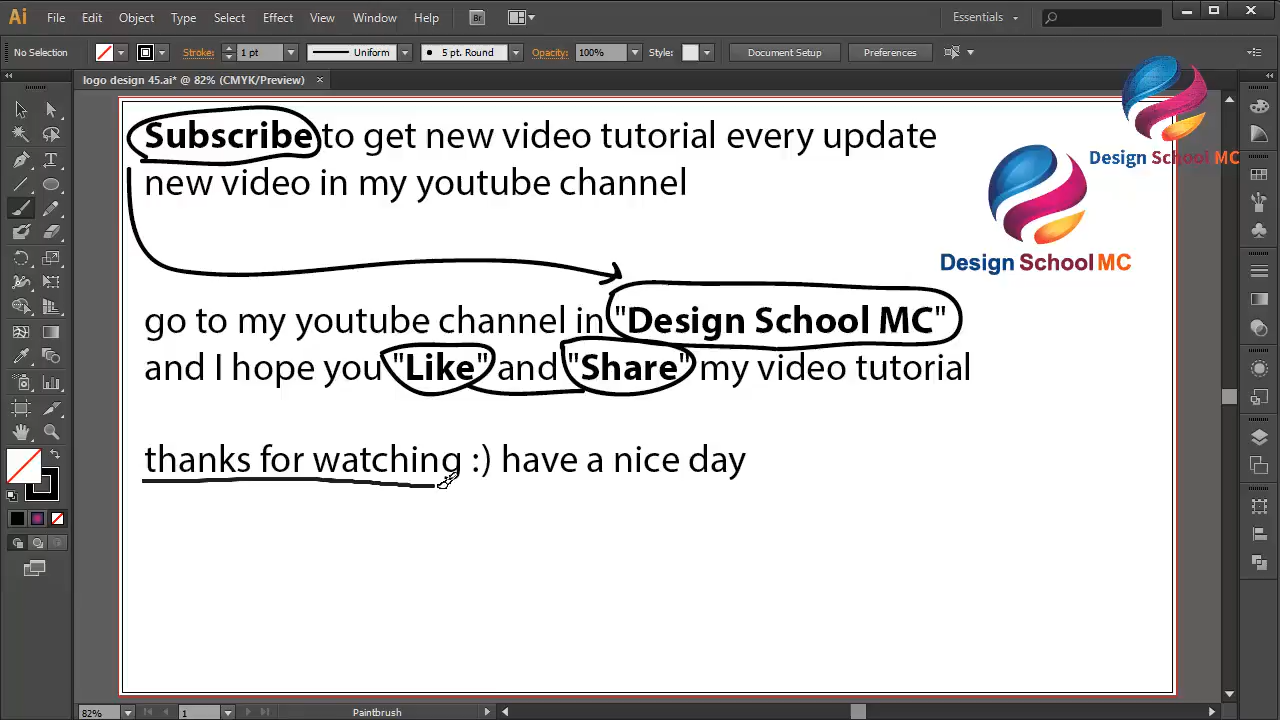 Ai File Edit Object Type Select Effect View Window Help Br Essentials
No Selection Stroke: 1 pt Uniform 5 pt. Round Opacity: 100% Style: Document Setup Preferences
logo design 45.ai* @ 82% (CMYK/Preview)
Subscribe to get new video tutorial every update
new video in my youtube channel
Design School MC
Design School MC
go to my youtube channel in "Design School MC"
and I hope you "Like" and "Share" my video tutorial
thanks for watching :) have a nice day
82% 1 Paintbrush